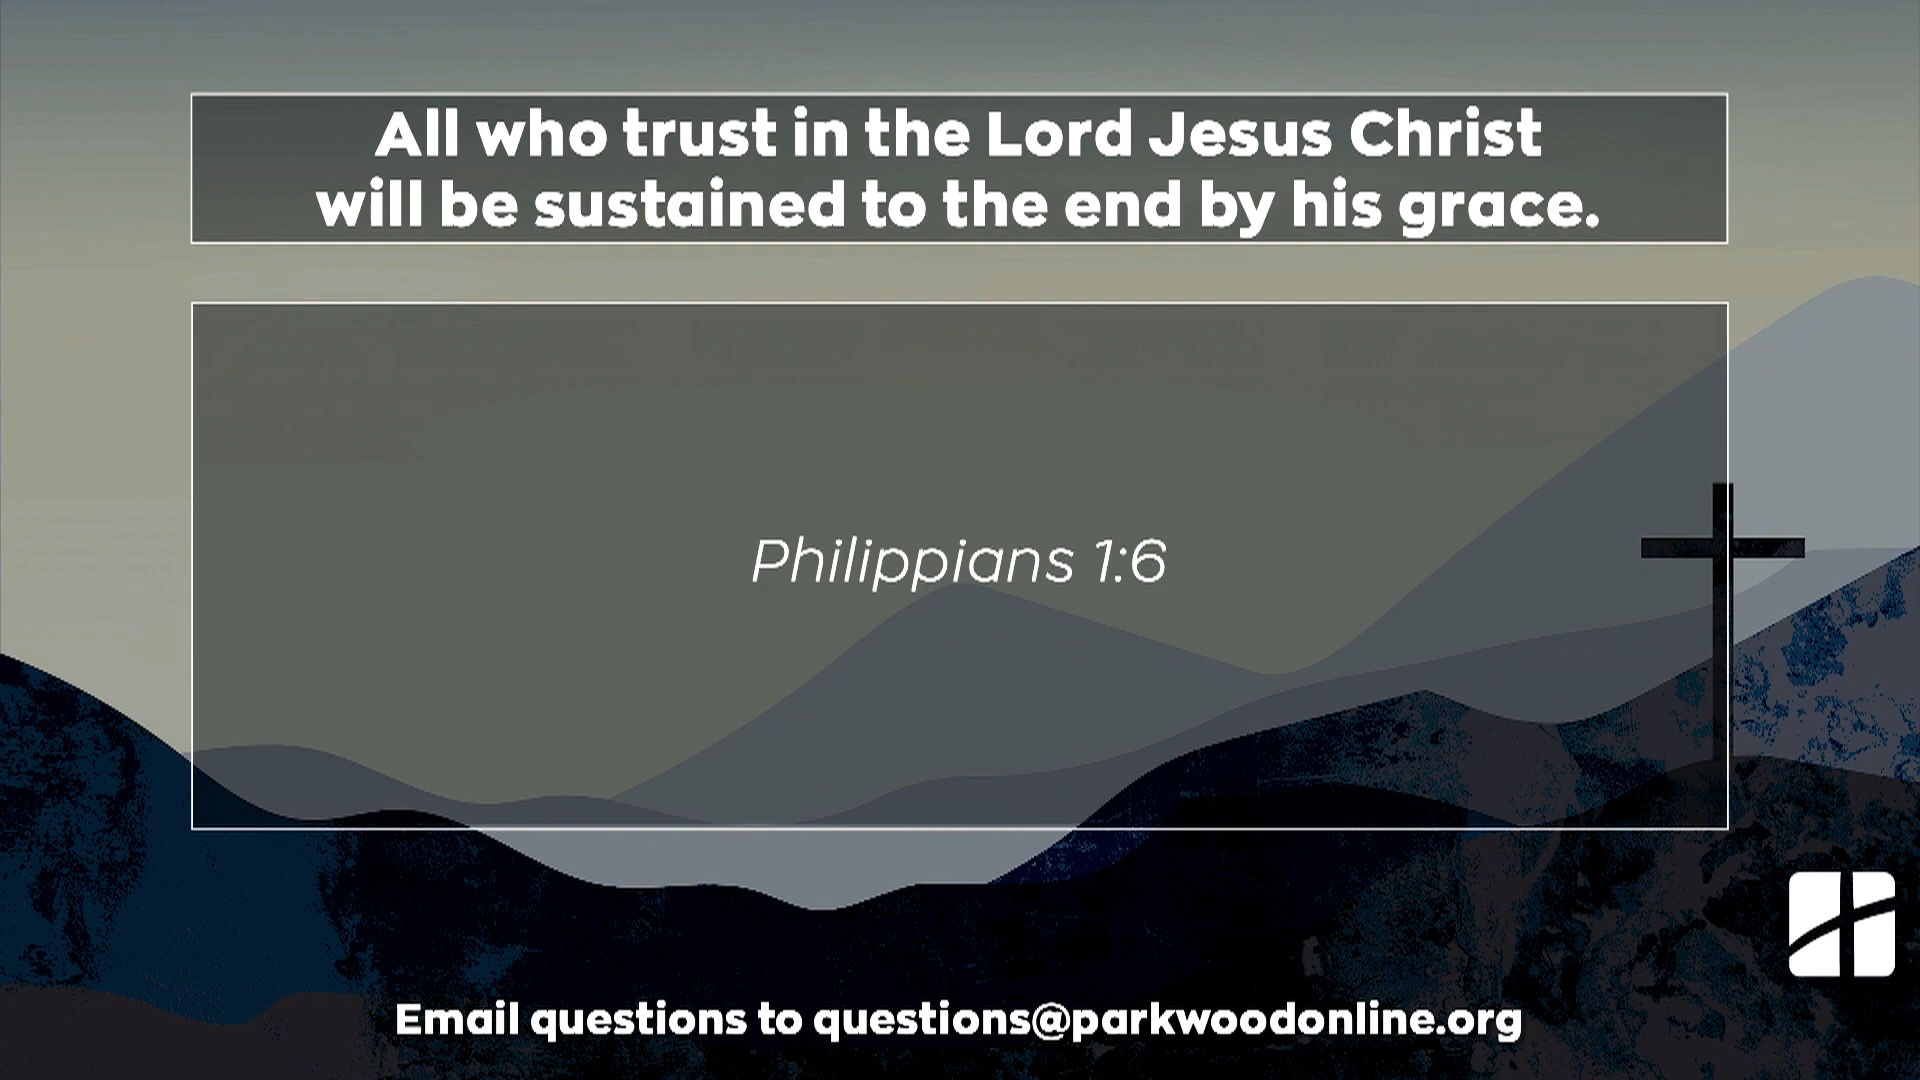 All who trust in the Lord Jesus Christ
will be sustained to the end by his grace.
Philippians 1:6
Email questions to questions@parkwoodonline.org